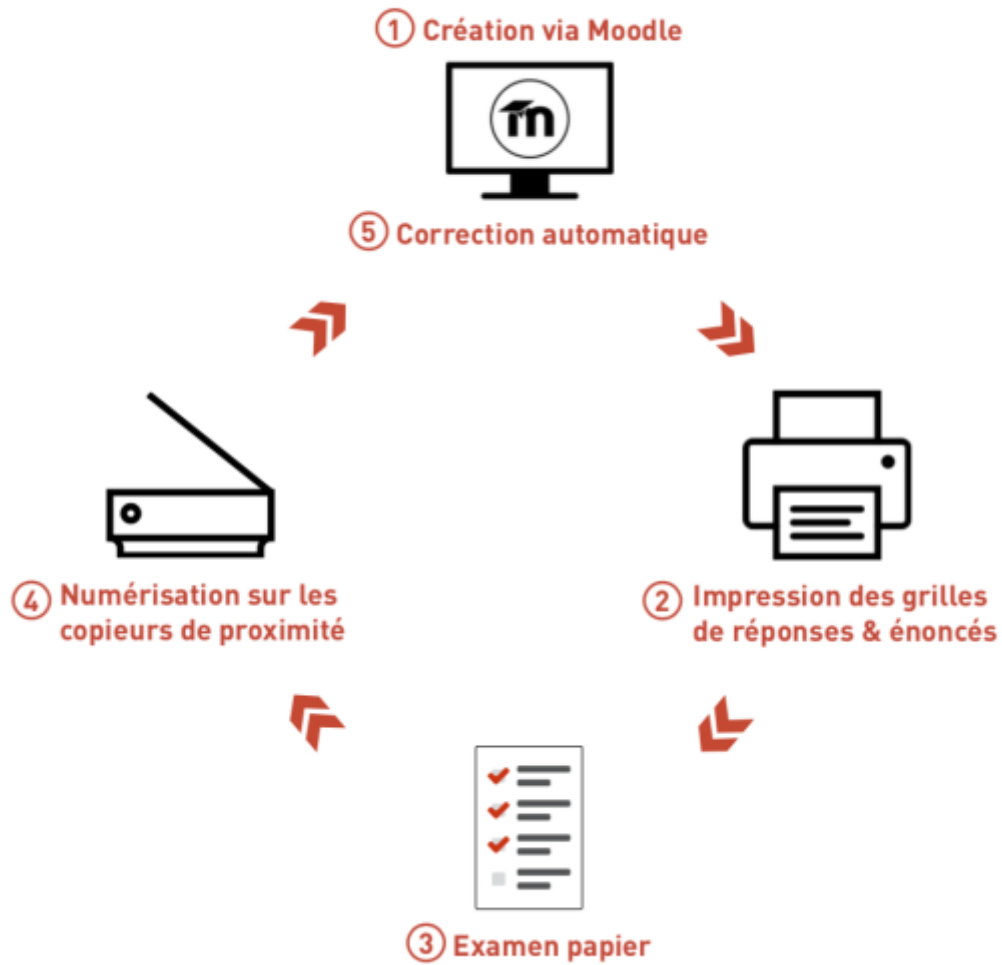 ① Création via Moodle
m
⑤ Correction automatique
④ Numérisation sur les
copieurs de proximité
② Impression des grilles
de réponses & énoncés
③ Examen papier